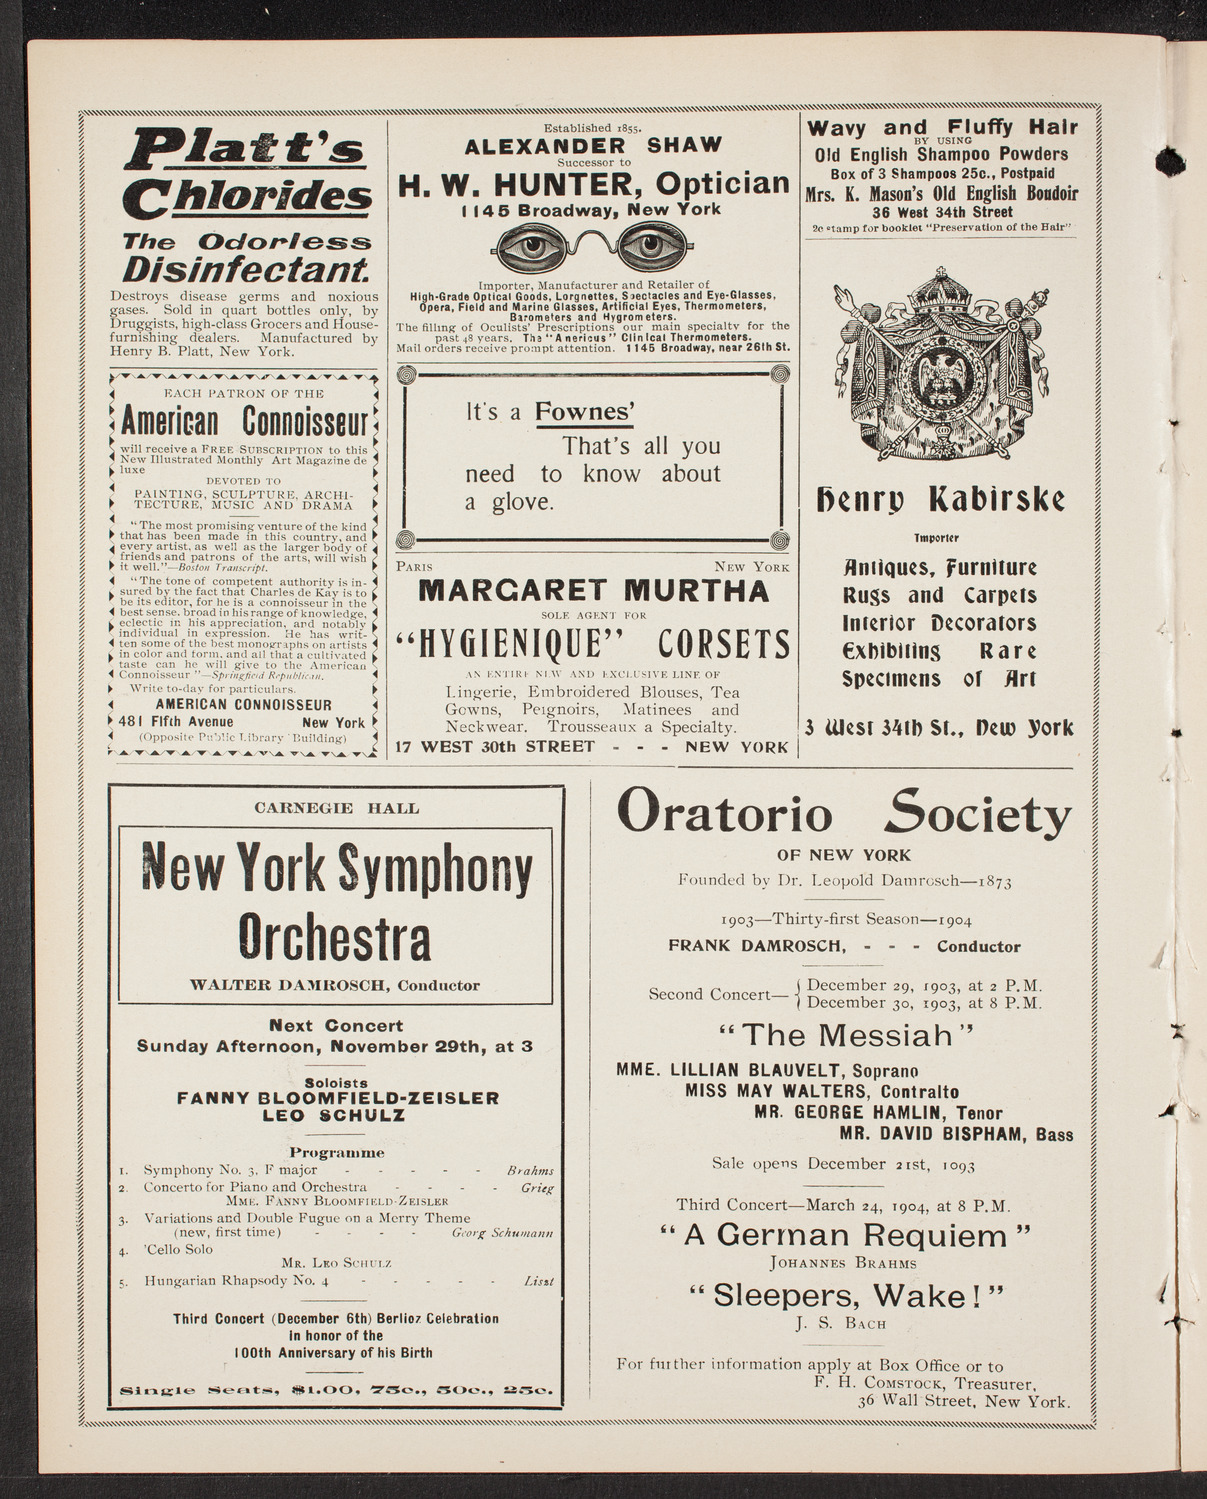 Platt's
Chlorides
The Odorless
Disinfectant.
Destroys disease germs and noxious
gases. Sold in quart bottles only, by
Druggists, high-class Grocers and House-
furnishing dealers. Manufactured by
Henry B. Platt, New York.
EACH PATRON OF THE
American Connoisseur
will receive a FREE SUBSCRIPTION to this
New Illustrated Monthly Art Magazine de
luxe
DEVOTED TO
PAINTING, SCULPTURE, ARCHI-
TECTURE, MUSIC AND DRAMA
"The most promising venture of the kind
that has been made in this country, and
every artist, as well as the larger body of
friends and patrons of the arts, will wish
it well."—Boston Transcript.
"The tone of competent authority is in-
sured by the fact that Charles de Kay is to
be its editor, for he is a connoisseur in the
best sense, broad in his range of knowledge,
eclectic in his appreciation, and notably
individual in expression. He has writ-
ten some of the best monographs on artists
in color and form, and all that a cultivated
taste can he will give to the American
Connoisseur"—Springfield Republican.
Write to-day for particulars.
AMERICAN CONNOISSEUR
481 Fifth Avenue New York
(Opposite Public Library Building)
Established 1855.
ALEXANDER SHAW
Successor to
H. W. HUNTER, Optician
1145 Broadway, New York
Importer, Manufacturer and Retailer of
High-Grade Optical Goods, Lorgnettes, Spectacles and Eye-Glasses,
Opera, Field and Marine Glasses, Artificial Eyes, Thermometers,
Barometers and Hygrometers.
The filling of Oculists' Prescriptions our main specialty for the
past 48 years. The "Americus" Clinical Thermometers.
Mail orders receive prompt attention. 1145 Broadway, near 26th St.
It's a Fownes'
That's all you
need to know about
a glove.
PARIS NEW YORK
MARGARET MURTHA
SOLE AGENT FOR
"HYGIENIQUE" CORSETS
AN ENTIRE NEW AND EXCLUSIVE LINE OF
Lingerie, Embroidered Blouses, Tea
Gowns, Peignoirs, Matinees and
Neckwear. Trousseaux a Specialty.
17 WEST 30th STREET - - - NEW YORK
Wavy and Fluffy Hair
BY USING
Old English Shampoo Powders
Box of 3 Shampoos 25c., Postpaid
Mrs. K. Mason's Old English Boudoir
36 West 34th Street
2c stamp for booklet "Preservation of the Hair"
Henry Kabirske
Importer
Antiques, Furniture
Rugs and Carpets
Interior Decorators
Exhibiting Rare
Specimens of Art
3 West 34th St., New York
CARNEGIE HALL
New York Symphony
Orchestra
WALTER DAMROSCH, Conductor
Next Concert
Sunday Afternoon, November 29th, at 3
Soloists
FANNY BLOOMFIELD-ZEISLER
LEO SCHULZ
Programme
1. Symphony No. 3, F major - - - - - Brahms
2. Concerto for Piano and Orchestra - - - - Grieg
MME. FANNY BLOOMFIELD-ZEISLER
3. Variations and Double Fugue on a Merry Theme
(new, first time) - - - - Georg Schumann
4. 'Cello Solo
MR. LEO SCHULZ
5. Hungarian Rhapsody No. 4 - - - - - Liszt
Third Concert (December 6th) Berlioz Celebration
in honor of the
100th Anniversary of his Birth
Single Seats, $1.00, 75c., 50c., 25c.
Oratorio Society
OF NEW YORK
Founded by Dr. Leopold Damrosch—1873
1903—Thirty-first Season—1904
FRANK DAMROSCH, - - - Conductor
Second Concert— { December 29, 1903, at 2 P.M.
{ December 30, 1903, at 8 P.M.
"The Messiah"
MME. LILLIAN BLAUVELT, Soprano
MISS MAY WALTERS, Contralto
MR. GEORGE HAMLIN, Tenor
MR. DAVID BISPHAM, Bass
Sale opens December 21st, 1093
Third Concert—March 24, 1904, at 8 P.M.
"A German Requiem"
JOHANNES BRAHMS
"Sleepers, Wake!"
J. S. BACH
For further information apply at Box Office or to
F. H. COMSTOCK, Treasurer,
36 Wall Street, New York.